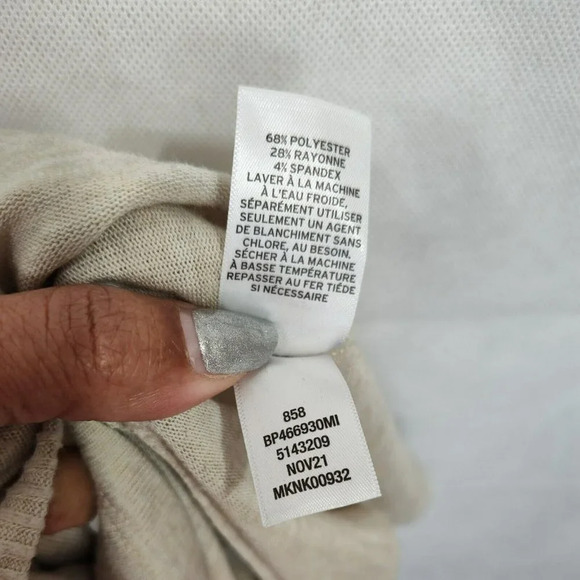 68% POLYESTER
28% RAYONNE
4% SPANDEX
LAVER À LA MACHINE
À L'EAU FROIDE,
SÉPARÉMENT UTILISER
SEULEMENT UN AGENT
DE BLANCHIMENT SANS
CHLORE, AU BESOIN.
SÉCHER À LA MACHINE
À BASSE TEMPÉRATURE
REPASSER AU FER TIÉDE
SI NÉCESSAIRE
858
BP466930MI
5143209
NOV21
MKNK00932